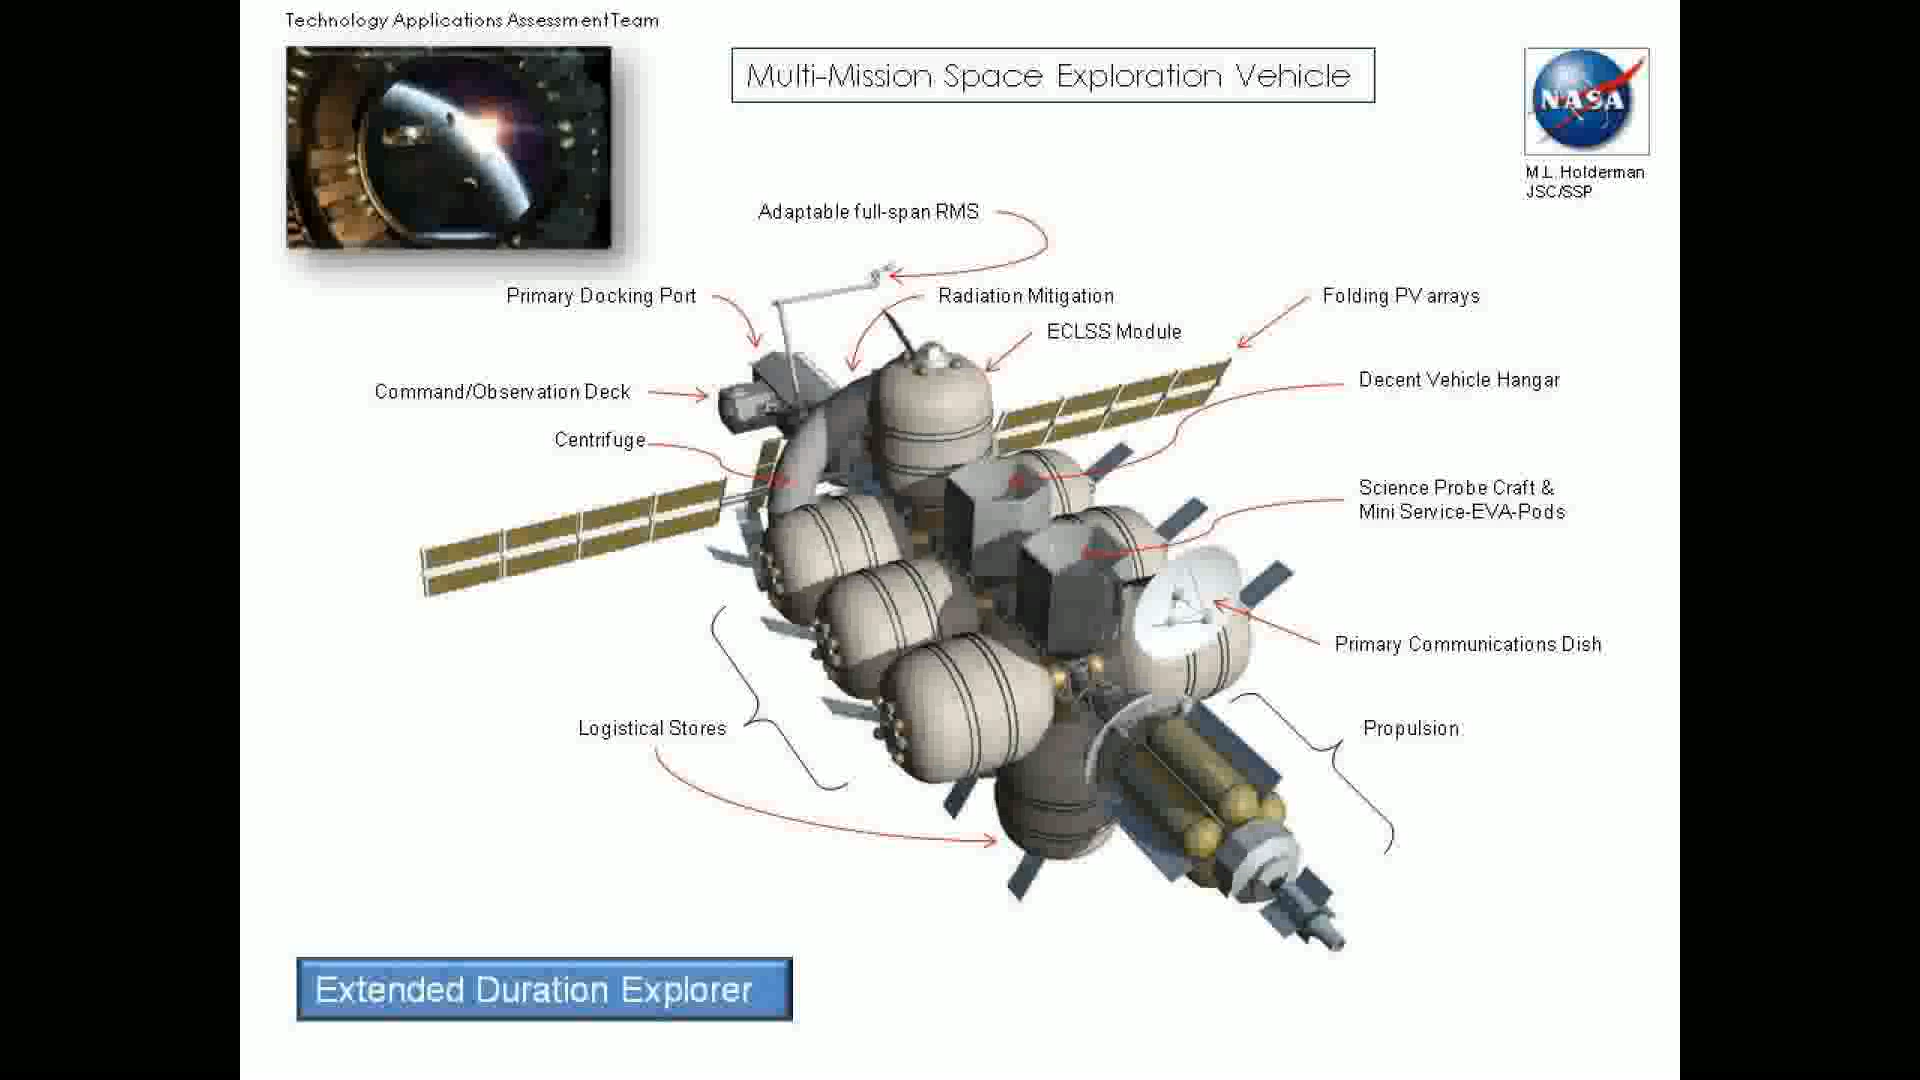 Technology Applications Assessment Team
Multi-Mission Space Exploration Vehicle
NASA
M.L. Holderman
JSC/SSP
Adaptable full-span RMS
Primary Docking Port
Radiation Mitigation
Folding PV arrays
ECLSS Module
Command/Observation Deck
Decent Vehicle Hangar
Centrifuge
Science Probe Craft &
Mini Service-EVA-Pods
Primary Communications Dish
Logistical Stores
Propulsion
Extended Duration Explorer